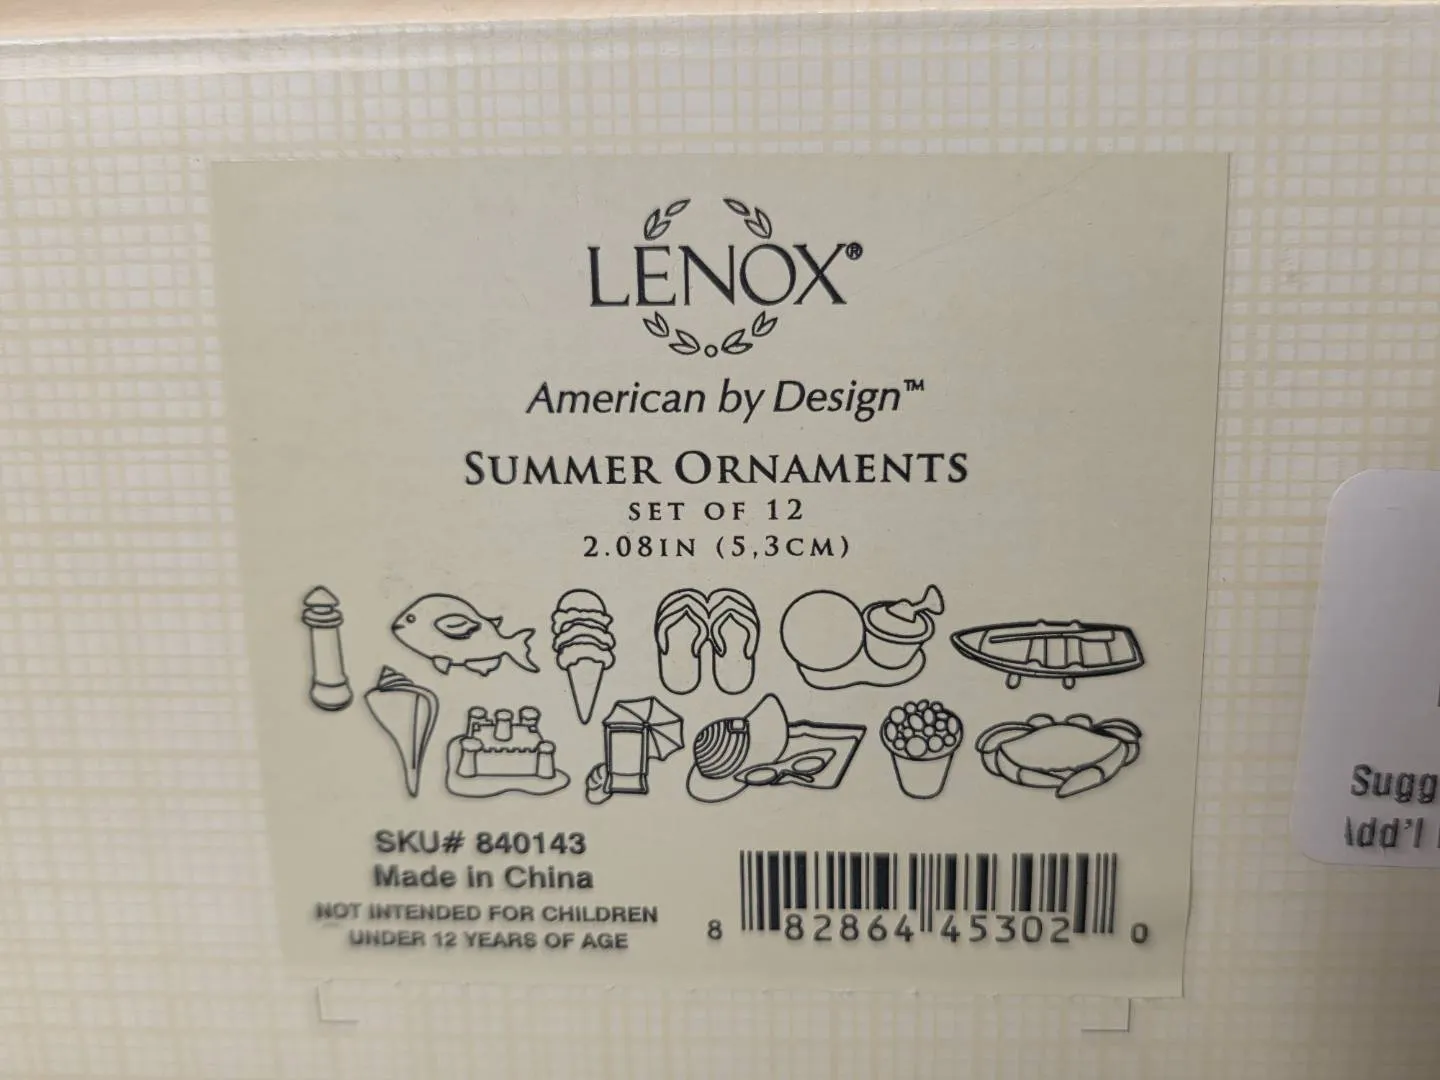 LENOX®
American by Design™
SUMMER ORNAMENTS
SET OF 12
2.08IN (5,3CM)
SKU# 840143
Made in China
NOT INTENDED FOR CHILDREN
UNDER 12 YEARS OF AGE
8 82864 45302 0
Sugg
Add'l